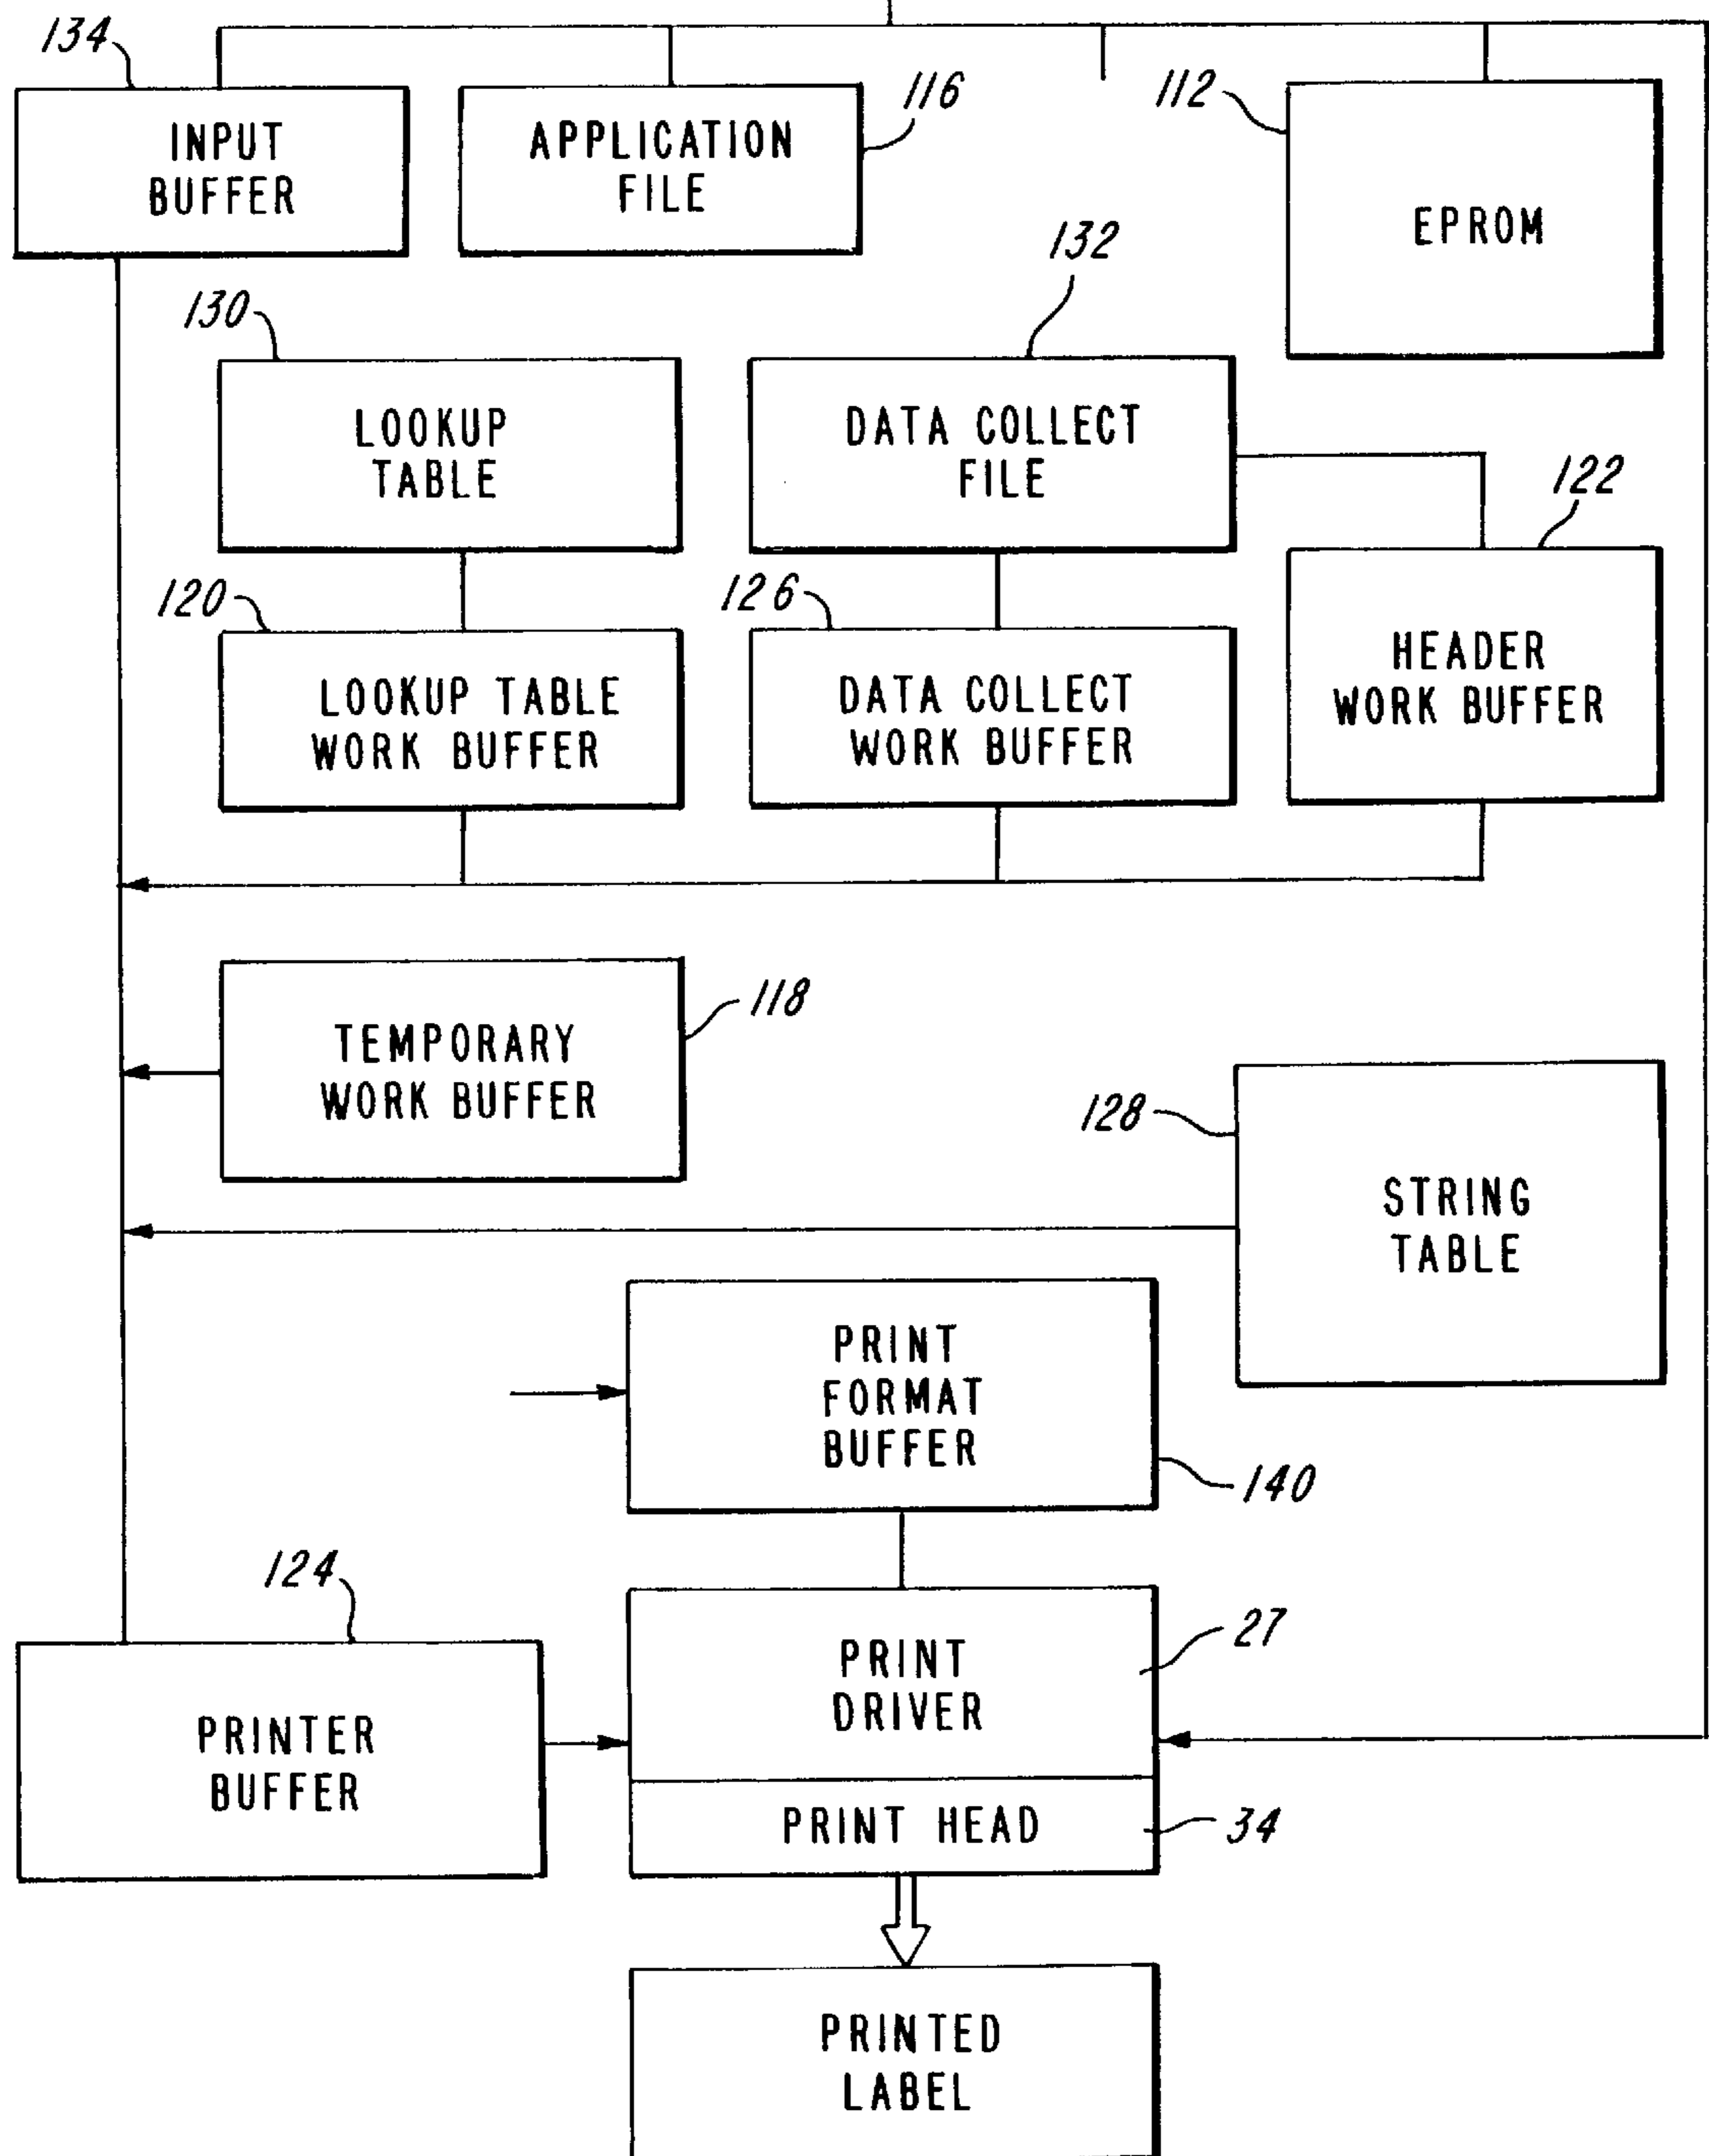 134
INPUT
BUFFER
APPLICATION
FILE
116
112
EPROM
130
LOOKUP
TABLE
132
DATA COLLECT
FILE
122
120
LOOKUP TABLE
WORK BUFFER
126
DATA COLLECT
WORK BUFFER
HEADER
WORK BUFFER
TEMPORARY
WORK BUFFER
118
128
STRING
TABLE
PRINT
FORMAT
BUFFER
140
124
PRINTER
BUFFER
PRINT
DRIVER
27
PRINT HEAD
34
PRINTED
LABEL